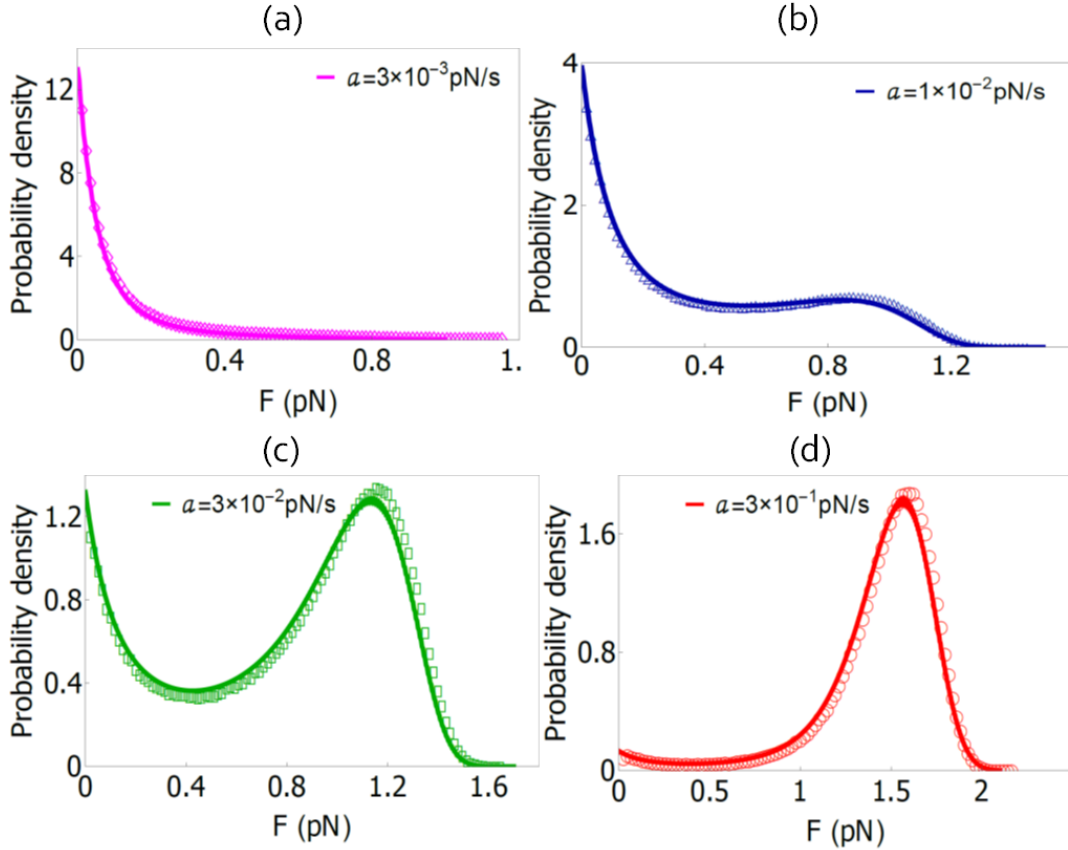 (a)
Probability density
12
8
4
0
a=3×10⁻³pN/s
0 0.4 0.8 1.
F (pN)
(b)
Probability density
4
2
0
a=1×10⁻²pN/s
0 0.4 0.8 1.2
F (pN)
(c)
Probability density
1.2
0.8
0.4
0
a=3×10⁻²pN/s
0 0.4 0.8 1.2 1.6
F (pN)
(d)
Probability density
1.6
0.8
0
a=3×10⁻¹pN/s
0 0.5 1 1.5 2
F (pN)